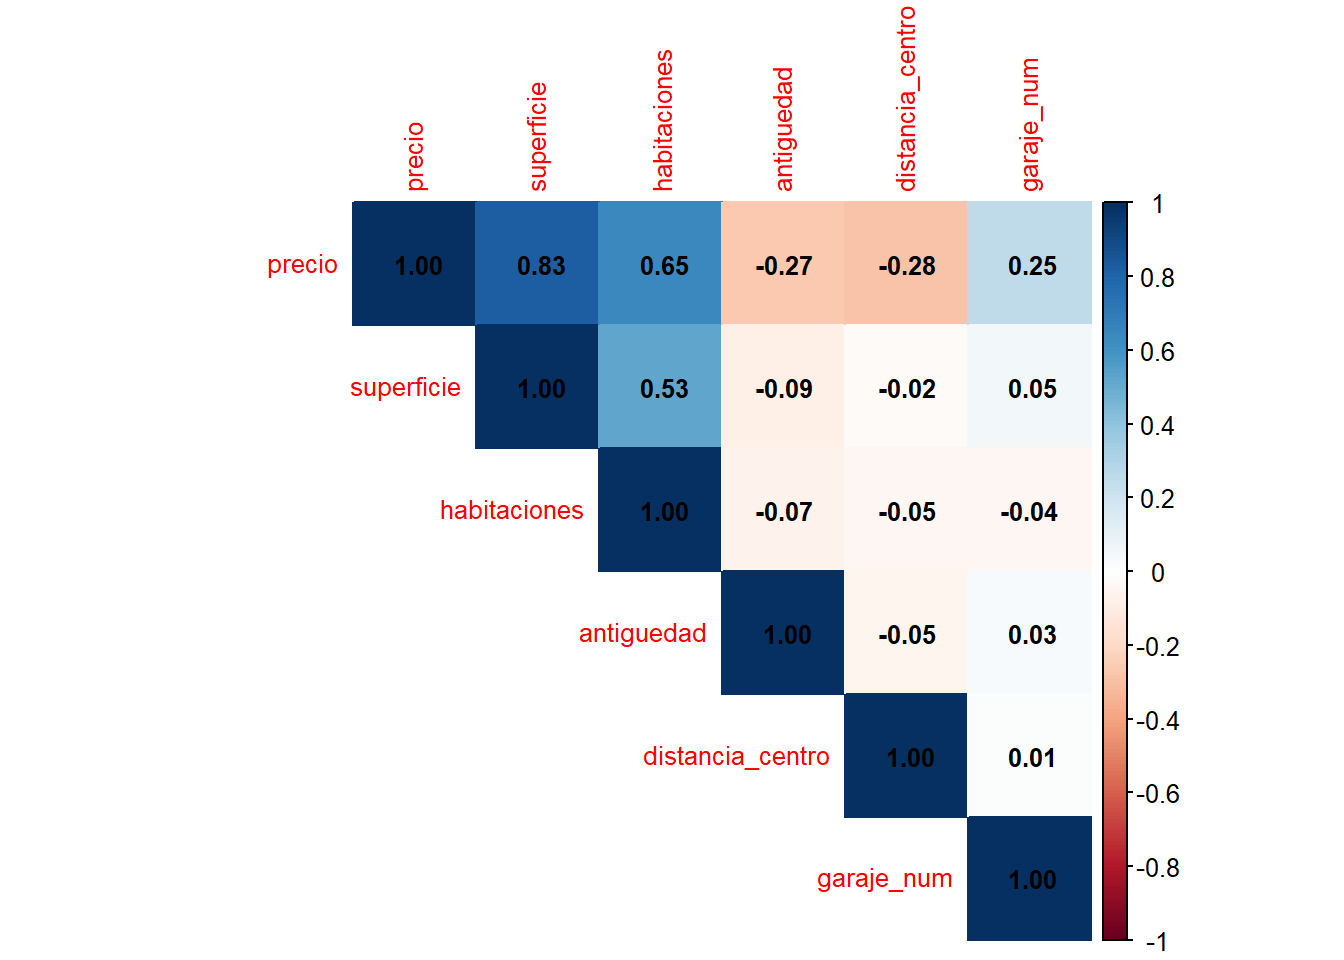 precio superficie habitaciones antiguedad distancia_centro garaje_num
precio 1.00 0.83 0.65 -0.27 -0.28 0.25
superficie 1.00 0.53 -0.09 -0.02 0.05
habitaciones 1.00 -0.07 -0.05 -0.04
antiguedad 1.00 -0.05 0.03
distancia_centro 1.00 0.01
garaje_num 1.00
1
0.8
0.6
0.4
0.2
0
-0.2
-0.4
-0.6
-0.8
-1